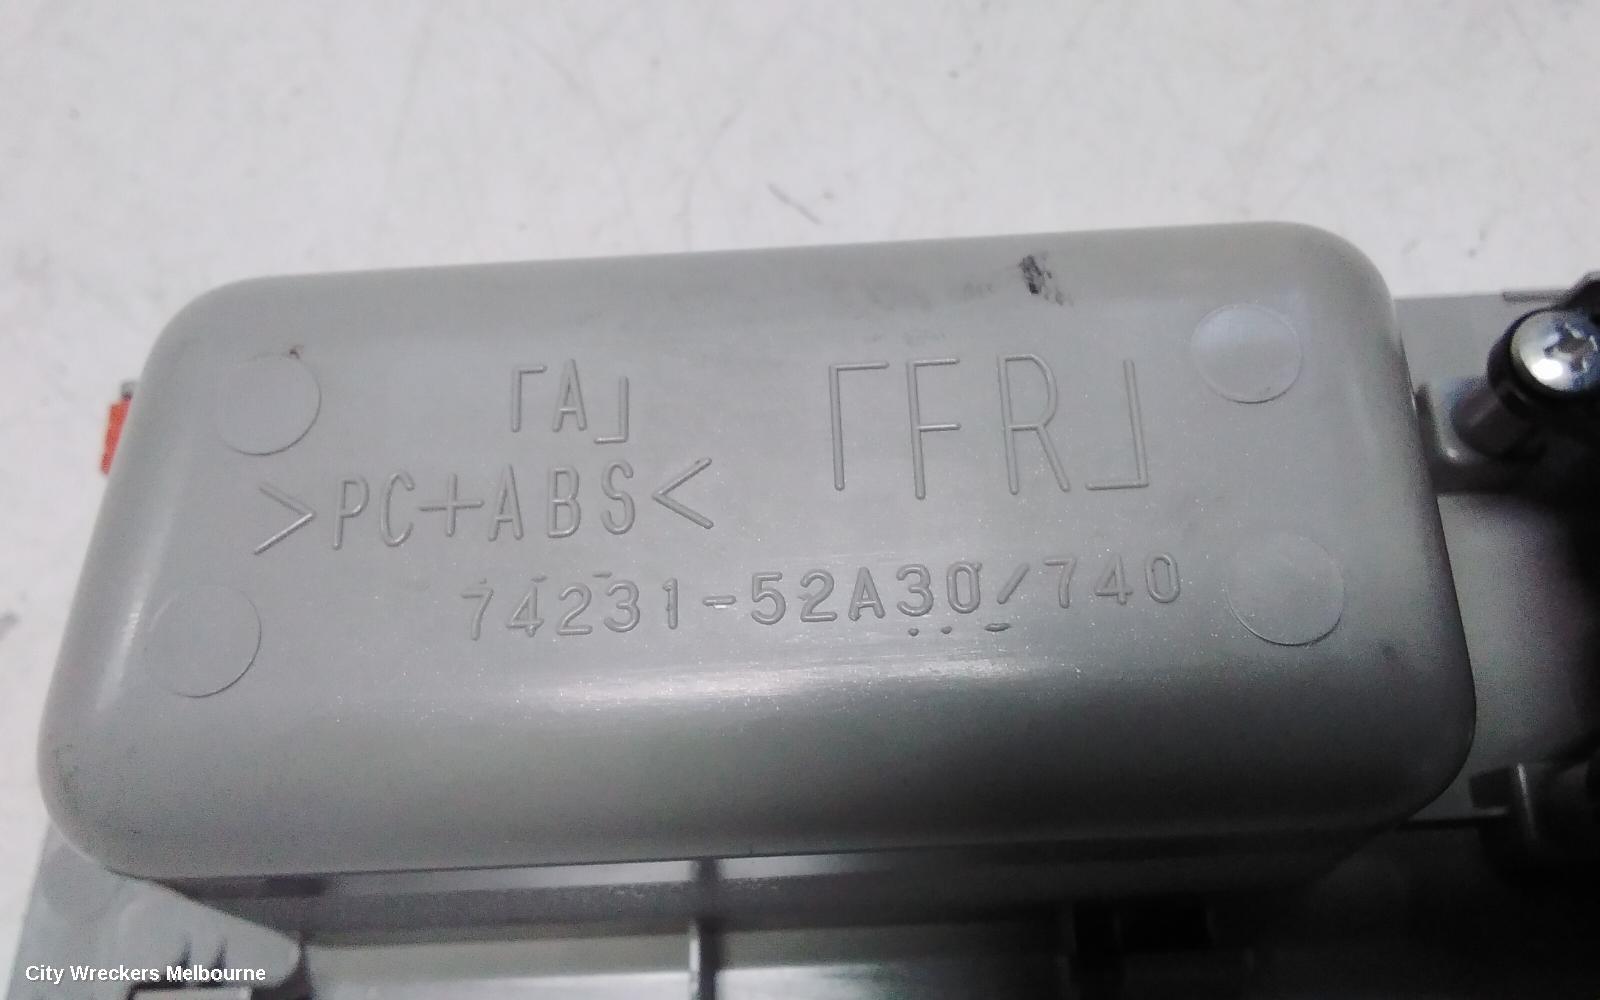 「A」
「FR」
>PC+ABS<
74231-52A30/740
City Wreckers Melbourne